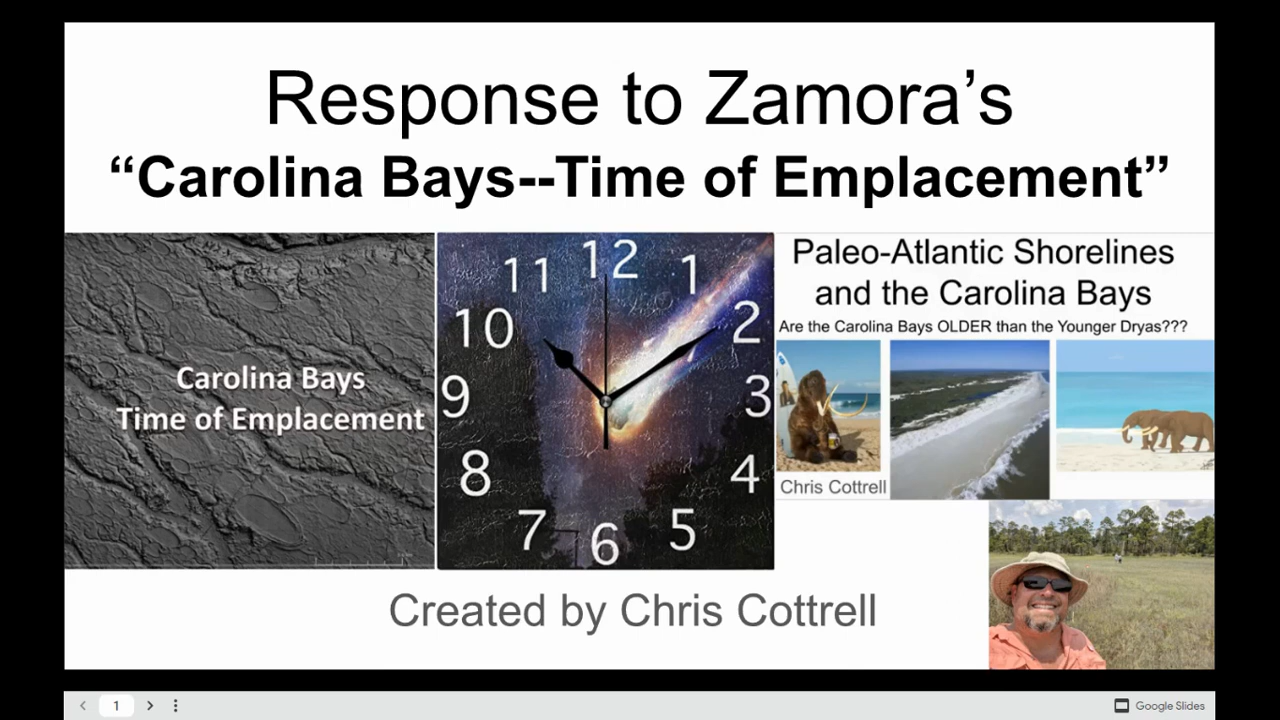 Response to Zamora’s
“Carolina Bays--Time of Emplacement”
Carolina Bays
Time of Emplacement
12
1
2
3
4
5
6
7
8
9
10
11
Paleo-Atlantic Shorelines
and the Carolina Bays
Are the Carolina Bays OLDER than the Younger Dryas???
Chris Cottrell
Created by Chris Cottrell
1
Google Slides